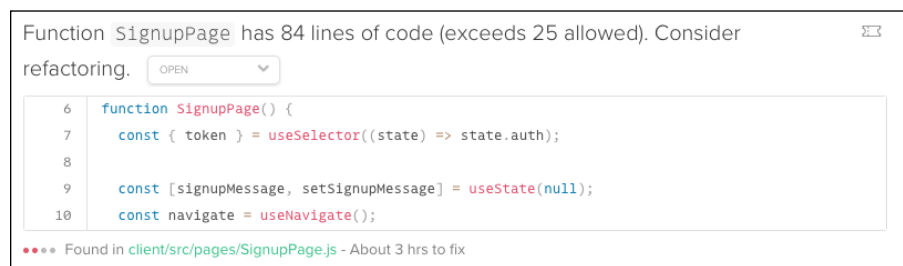 Function SignupPage has 84 lines of code (exceeds 25 allowed). Consider
refactoring. OPEN
6 function SignupPage() {
7 const { token } = useSelector((state) => state.auth);
8
9 const [signupMessage, setSignupMessage] = useState(null);
10 const navigate = useNavigate();
Found in client/src/pages/SignupPage.js - About 3 hrs to fix